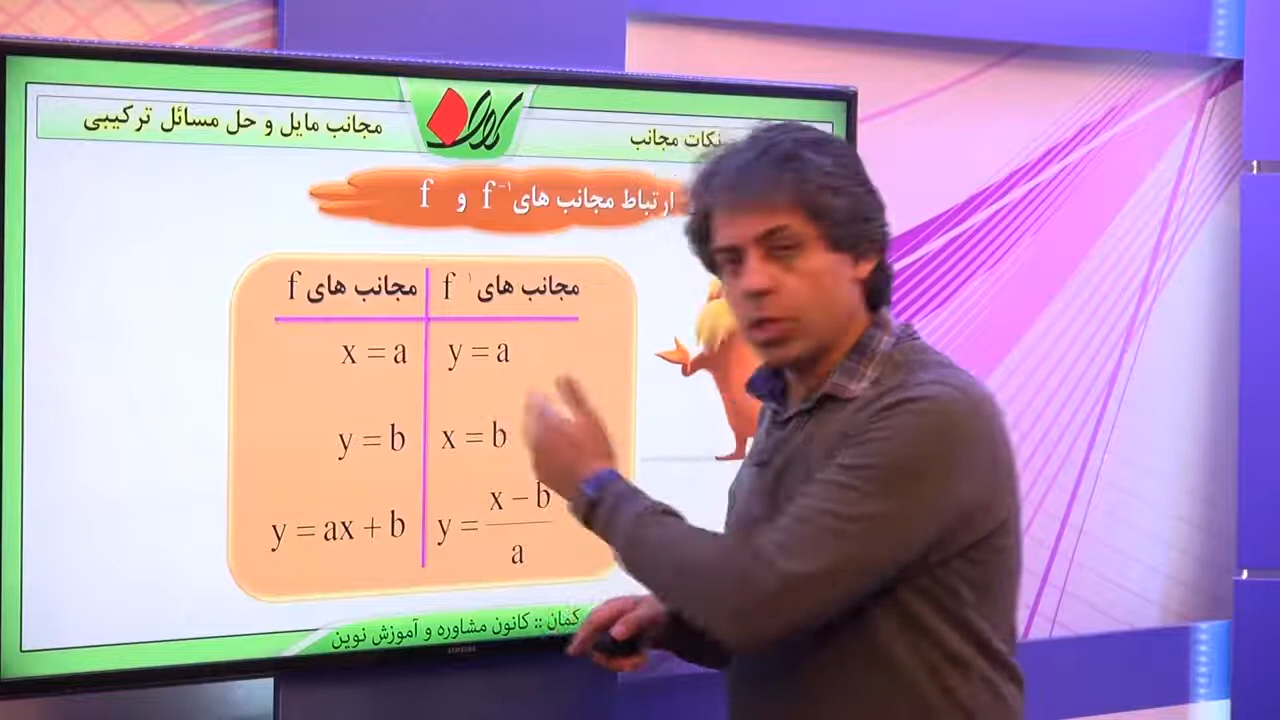 نکات مجانب
مجانب مایل و حل مسائل ترکیبی
ارتباط مجانب های f⁻¹ و f
مجانب های f⁻¹ مجانب های f
y = a x = a
x = b y = b
y = (x − b)/a y = ax + b
کمان :: کانون مشاوره و آموزش نوین
SAMSUNG